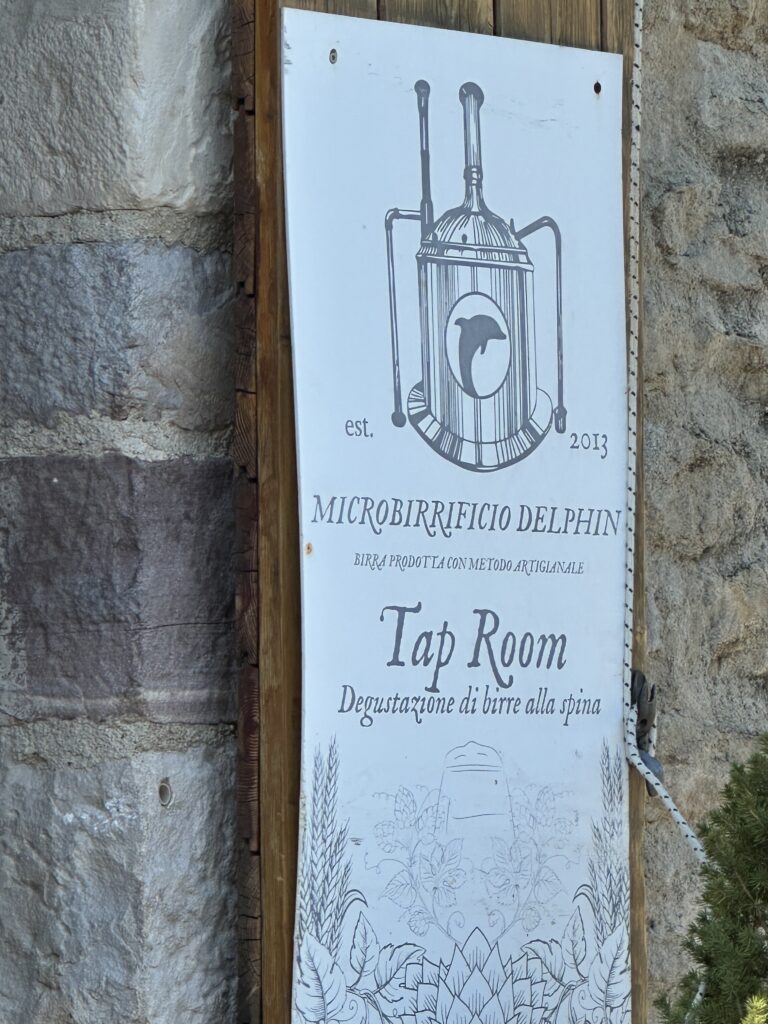 est. 2013
MICROBIRRIFICIO DELPHIN
BIRRA PRODOTTA CON METODO ARTIGIANALE
Tap Room
Degustazione di birre alla spina